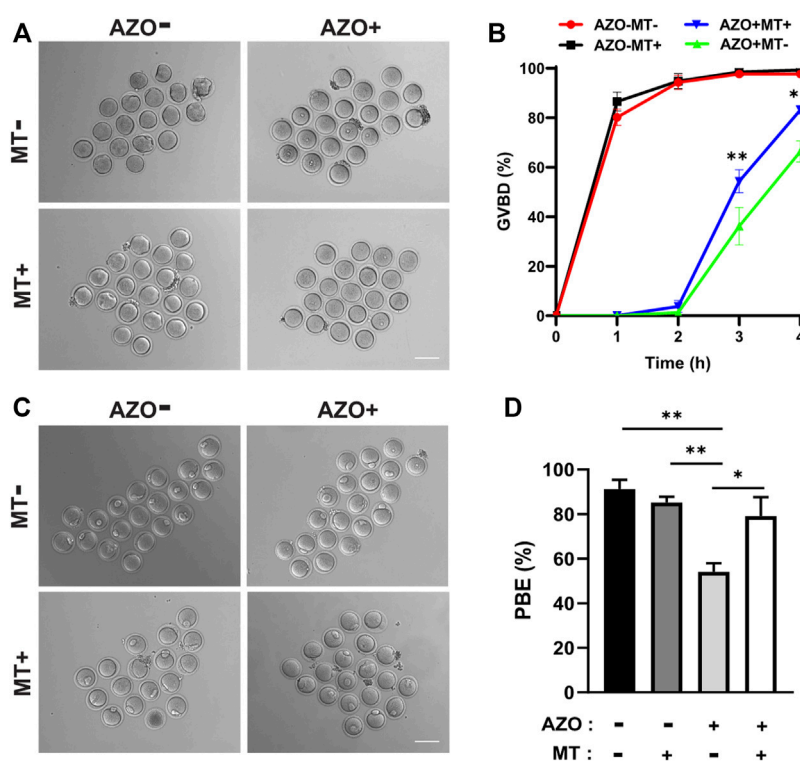 A
AZO- AZO+
MT-
MT+
B
AZO-MT- AZO+MT+
AZO-MT+ AZO+MT-
GVBD (%)
100
80
60
40
20
0
** *
0 1 2 3 4
Time (h)
C
AZO- AZO+
MT-
MT+
D
**
**
*
PBE (%)
100
80
60
40
20
0
AZO : - - + +
MT : - + - +